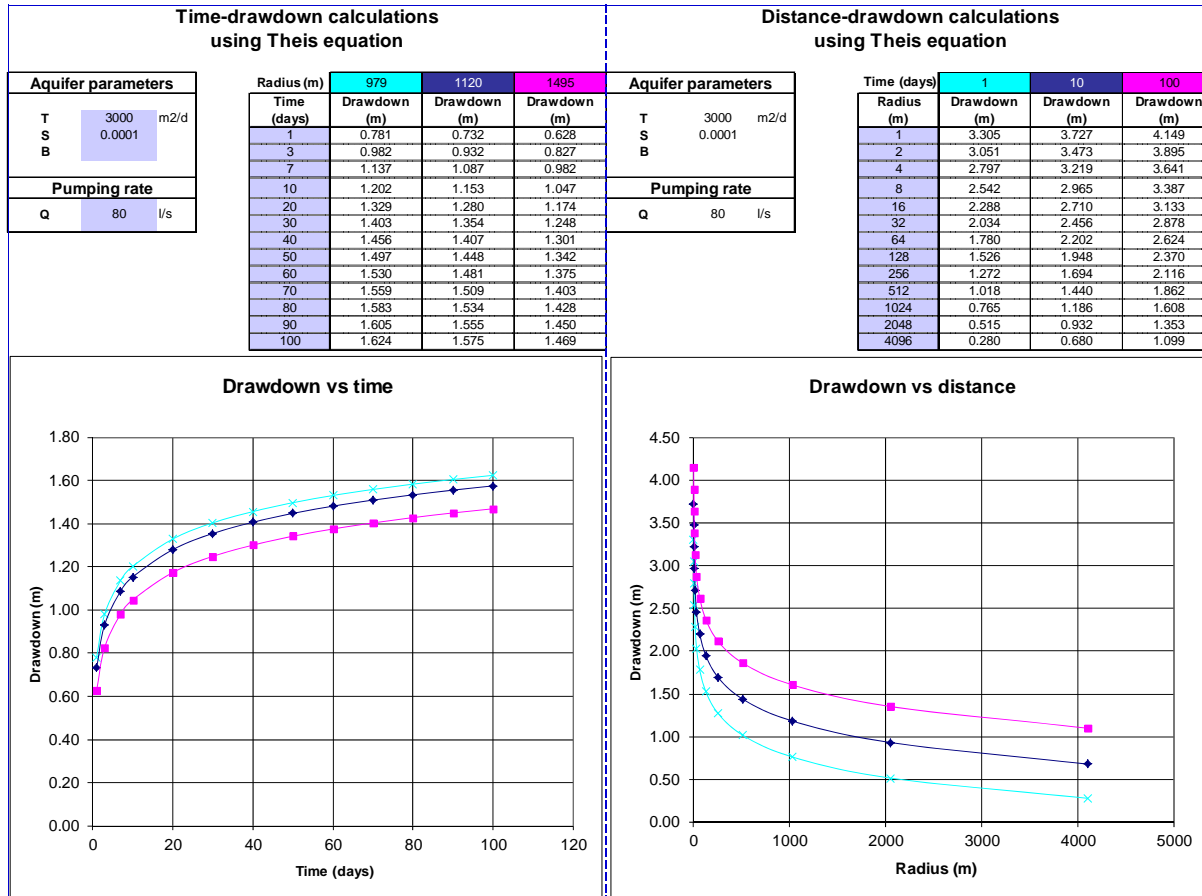 Time-drawdown calculations
using Theis equation
Aquifer parameters
T 3000 m2/d
S 0.0001
B
Pumping rate
Q 80 l/s
Radius (m) 979 1120 1495
Time Drawdown Drawdown Drawdown
(days) (m) (m) (m)
1 0.781 0.732 0.628
3 0.982 0.932 0.827
7 1.137 1.087 0.982
10 1.202 1.153 1.047
20 1.329 1.280 1.174
30 1.403 1.354 1.248
40 1.456 1.407 1.301
50 1.497 1.448 1.342
60 1.530 1.481 1.375
70 1.559 1.509 1.403
80 1.583 1.534 1.428
90 1.605 1.555 1.450
100 1.624 1.575 1.469
Drawdown vs time
1.80
1.60
1.40
1.20
1.00
0.80
0.60
0.40
0.20
0.00
Drawdown (m)
0 20 40 60 80 100 120
Time (days)
Distance-drawdown calculations
using Theis equation
Aquifer parameters
T 3000 m2/d
S 0.0001
B
Pumping rate
Q 80 l/s
Time (days) 1 10 100
Radius Drawdown Drawdown Drawdown
(m) (m) (m) (m)
1 3.305 3.727 4.149
2 3.051 3.473 3.895
4 2.797 3.219 3.641
8 2.542 2.965 3.387
16 2.288 2.710 3.133
32 2.034 2.456 2.878
64 1.780 2.202 2.624
128 1.526 1.948 2.370
256 1.272 1.694 2.116
512 1.018 1.440 1.862
1024 0.765 1.186 1.608
2048 0.515 0.932 1.353
4096 0.280 0.680 1.099
Drawdown vs distance
4.50
4.00
3.50
3.00
2.50
2.00
1.50
1.00
0.50
0.00
Drawdown (m)
0 1000 2000 3000 4000 5000
Radius (m)